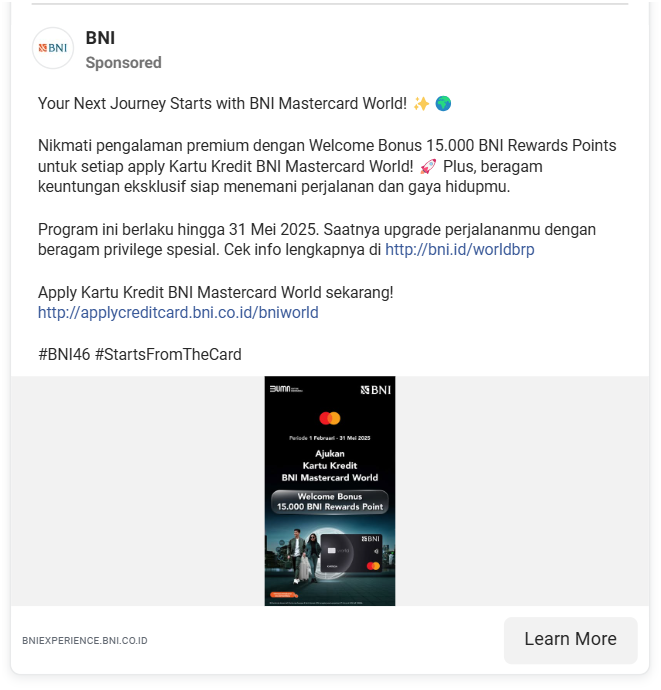 BNI
BNI
Sponsored
Your Next Journey Starts with BNI Mastercard World! ✨ 🌍
Nikmati pengalaman premium dengan Welcome Bonus 15.000 BNI Rewards Points
untuk setiap apply Kartu Kredit BNI Mastercard World! 🚀 Plus, beragam
keuntungan eksklusif siap menemani perjalanan dan gaya hidupmu.
Program ini berlaku hingga 31 Mei 2025. Saatnya upgrade perjalananmu dengan
beragam privilege spesial. Cek info lengkapnya di http://bni.id/worldbrp
Apply Kartu Kredit BNI Mastercard World sekarang!
http://applycreditcard.bni.co.id/bniworld
#BNI46 #StartsFromTheCard
BUMN
BNI
Periode 1 Februari - 31 Mei 2025
Ajukan
Kartu Kredit
BNI Mastercard World
Welcome Bonus
15.000 BNI Rewards Point
BNI
BNIEXPERIENCE.BNI.CO.ID
Learn More